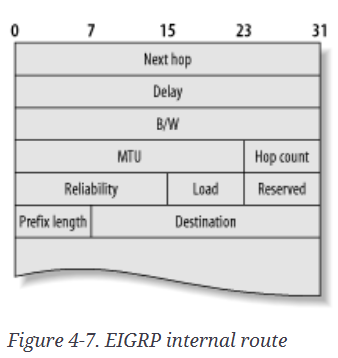 0 7 15 23 31
Next hop
Delay
B/W
MTU Hop count
Reliability Load Reserved
Prefix length Destination
Figure 4-7. EIGRP internal route